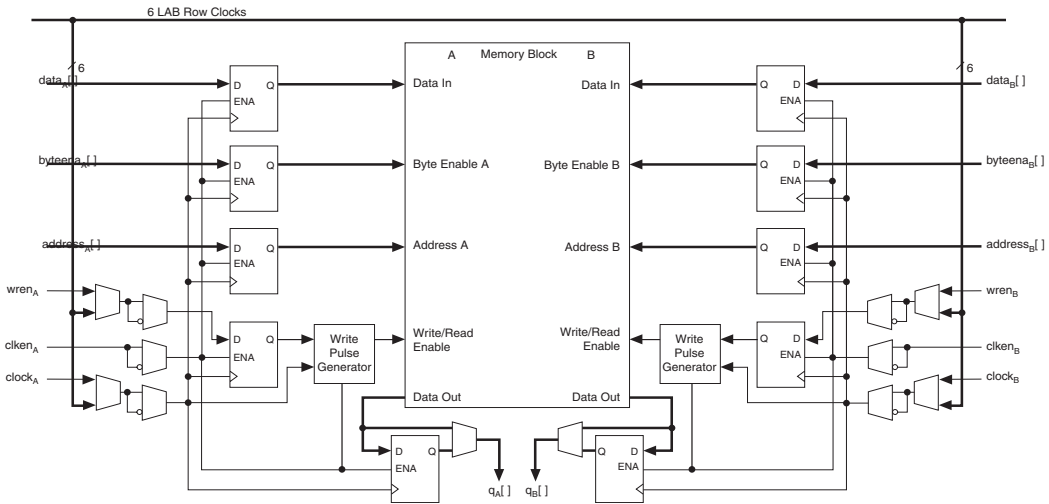 6 LAB Row Clocks
6
6
A Memory Block B
data_A[ ]
D Q
ENA
Data In
Data In
Q D
ENA
data_B[ ]
byteena_A[ ]
D Q
ENA
Byte Enable A
Byte Enable B
Q D
ENA
byteena_B[ ]
address_A[ ]
D Q
ENA
Address A
Address B
Q D
ENA
address_B[ ]
wren_A
wren_B
clken_A
D Q
ENA
Write
Pulse
Generator
Write/Read
Enable
Write/Read
Enable
Write
Pulse
Generator
Q D
ENA
clken_B
clock_A
clock_B
Data Out
Data Out
D Q
ENA
q_A[ ]
q_B[ ]
Q D
ENA